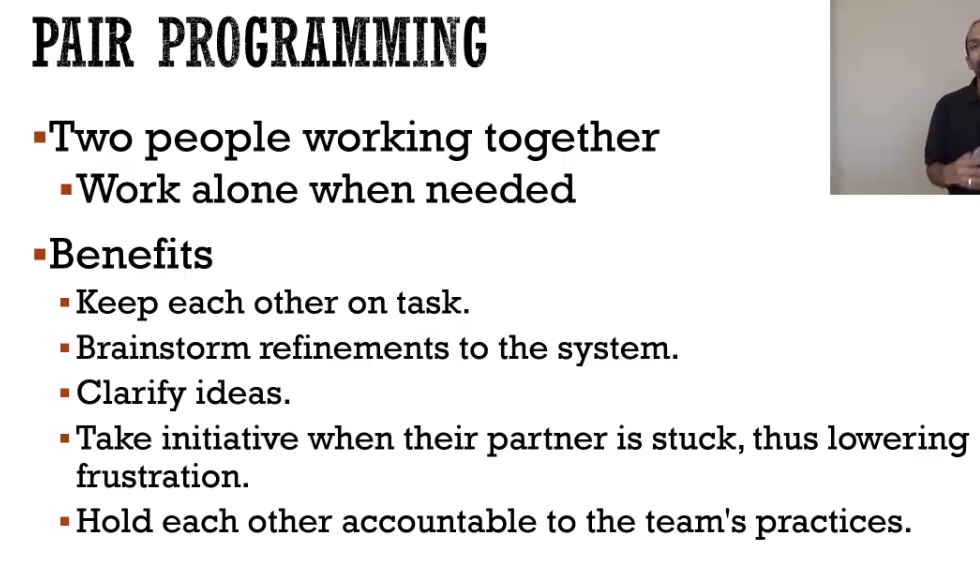 PAIR PROGRAMMING
▪Two people working together
▪Work alone when needed
▪Benefits
▪Keep each other on task.
▪Brainstorm refinements to the system.
▪Clarify ideas.
▪Take initiative when their partner is stuck, thus lowering
frustration.
▪Hold each other accountable to the team's practices.